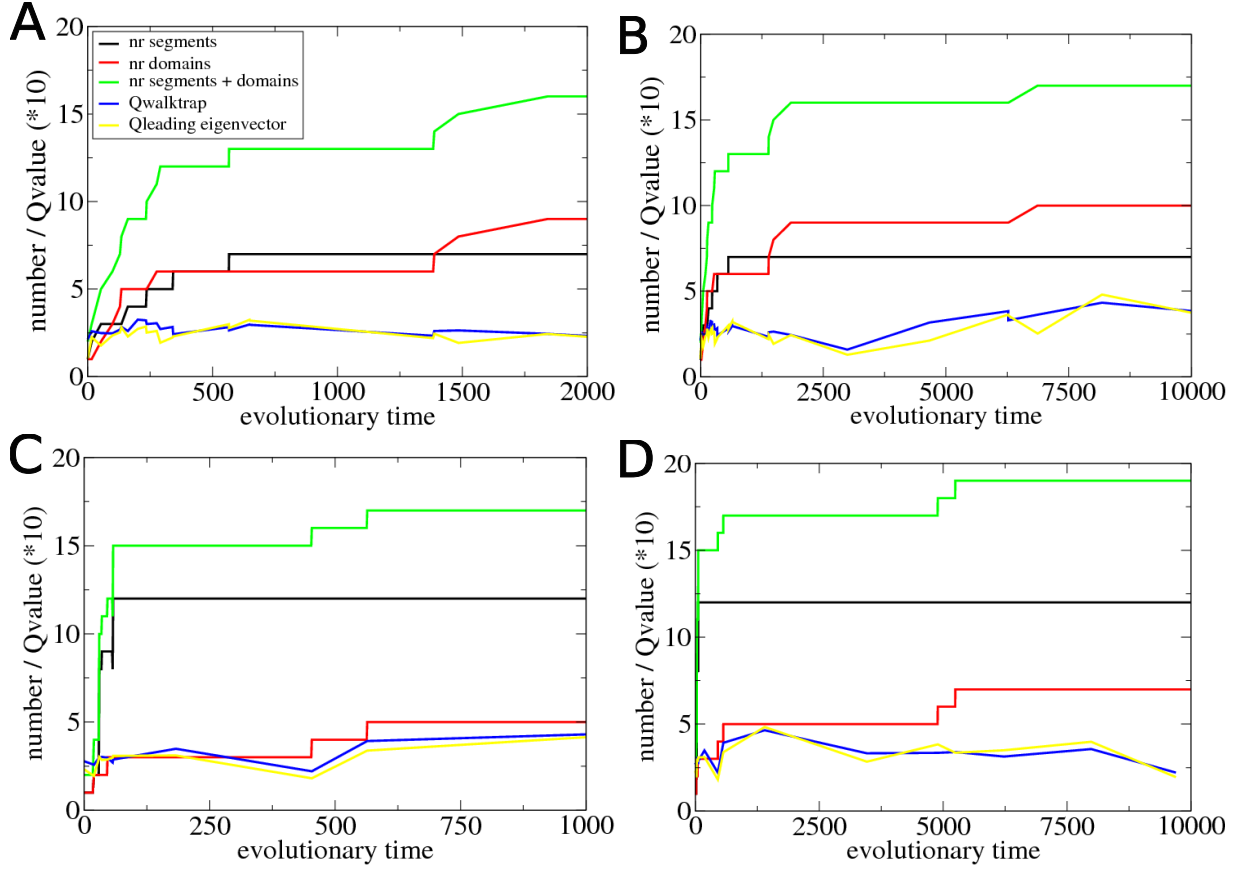 A
number / Qvalue (*10)
20
15
10
5
0
nr segments
nr domains
nr segments + domains
Qwalktrap
Qleading eigenvector
0 500 1000 1500 2000
evolutionary time
B
number / Qvalue (*10)
20
15
10
5
0
0 2500 5000 7500 10000
evolutionary time
C
number / Qvalue (*10)
20
15
10
5
0
0 250 500 750 1000
evolutionary time
D
number / Qvalue (*10)
20
15
10
5
0
0 2500 5000 7500 10000
evolutionary time